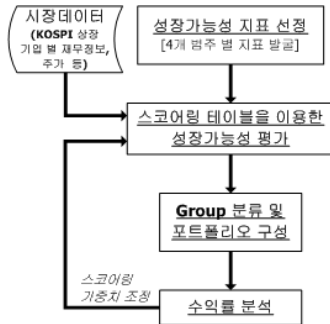 시장데이터
(KOSPI 상장
기업 별 재무정보,
주가 등)
성장가능성 지표 선정
[4개 범주 별 지표 발굴]
스코어링 테이블을 이용한
성장가능성 평가
Group 분류 및
포트폴리오 구성
스코어링
가중치 조정
수익률 분석